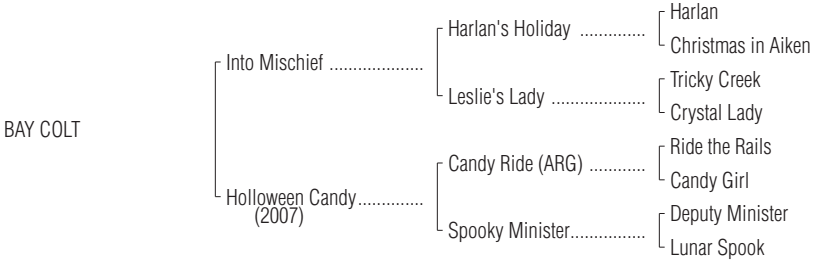 Harlan
Harlan's Holiday ..............
Christmas in Aiken
Into Mischief ....................
Tricky Creek
Leslie's Lady ....................
Crystal Lady
BAY COLT
Ride the Rails
Candy Ride (ARG) ............
Candy Girl
Holloween Candy..............
(2007)
Deputy Minister
Spooky Minister................
Lunar Spook